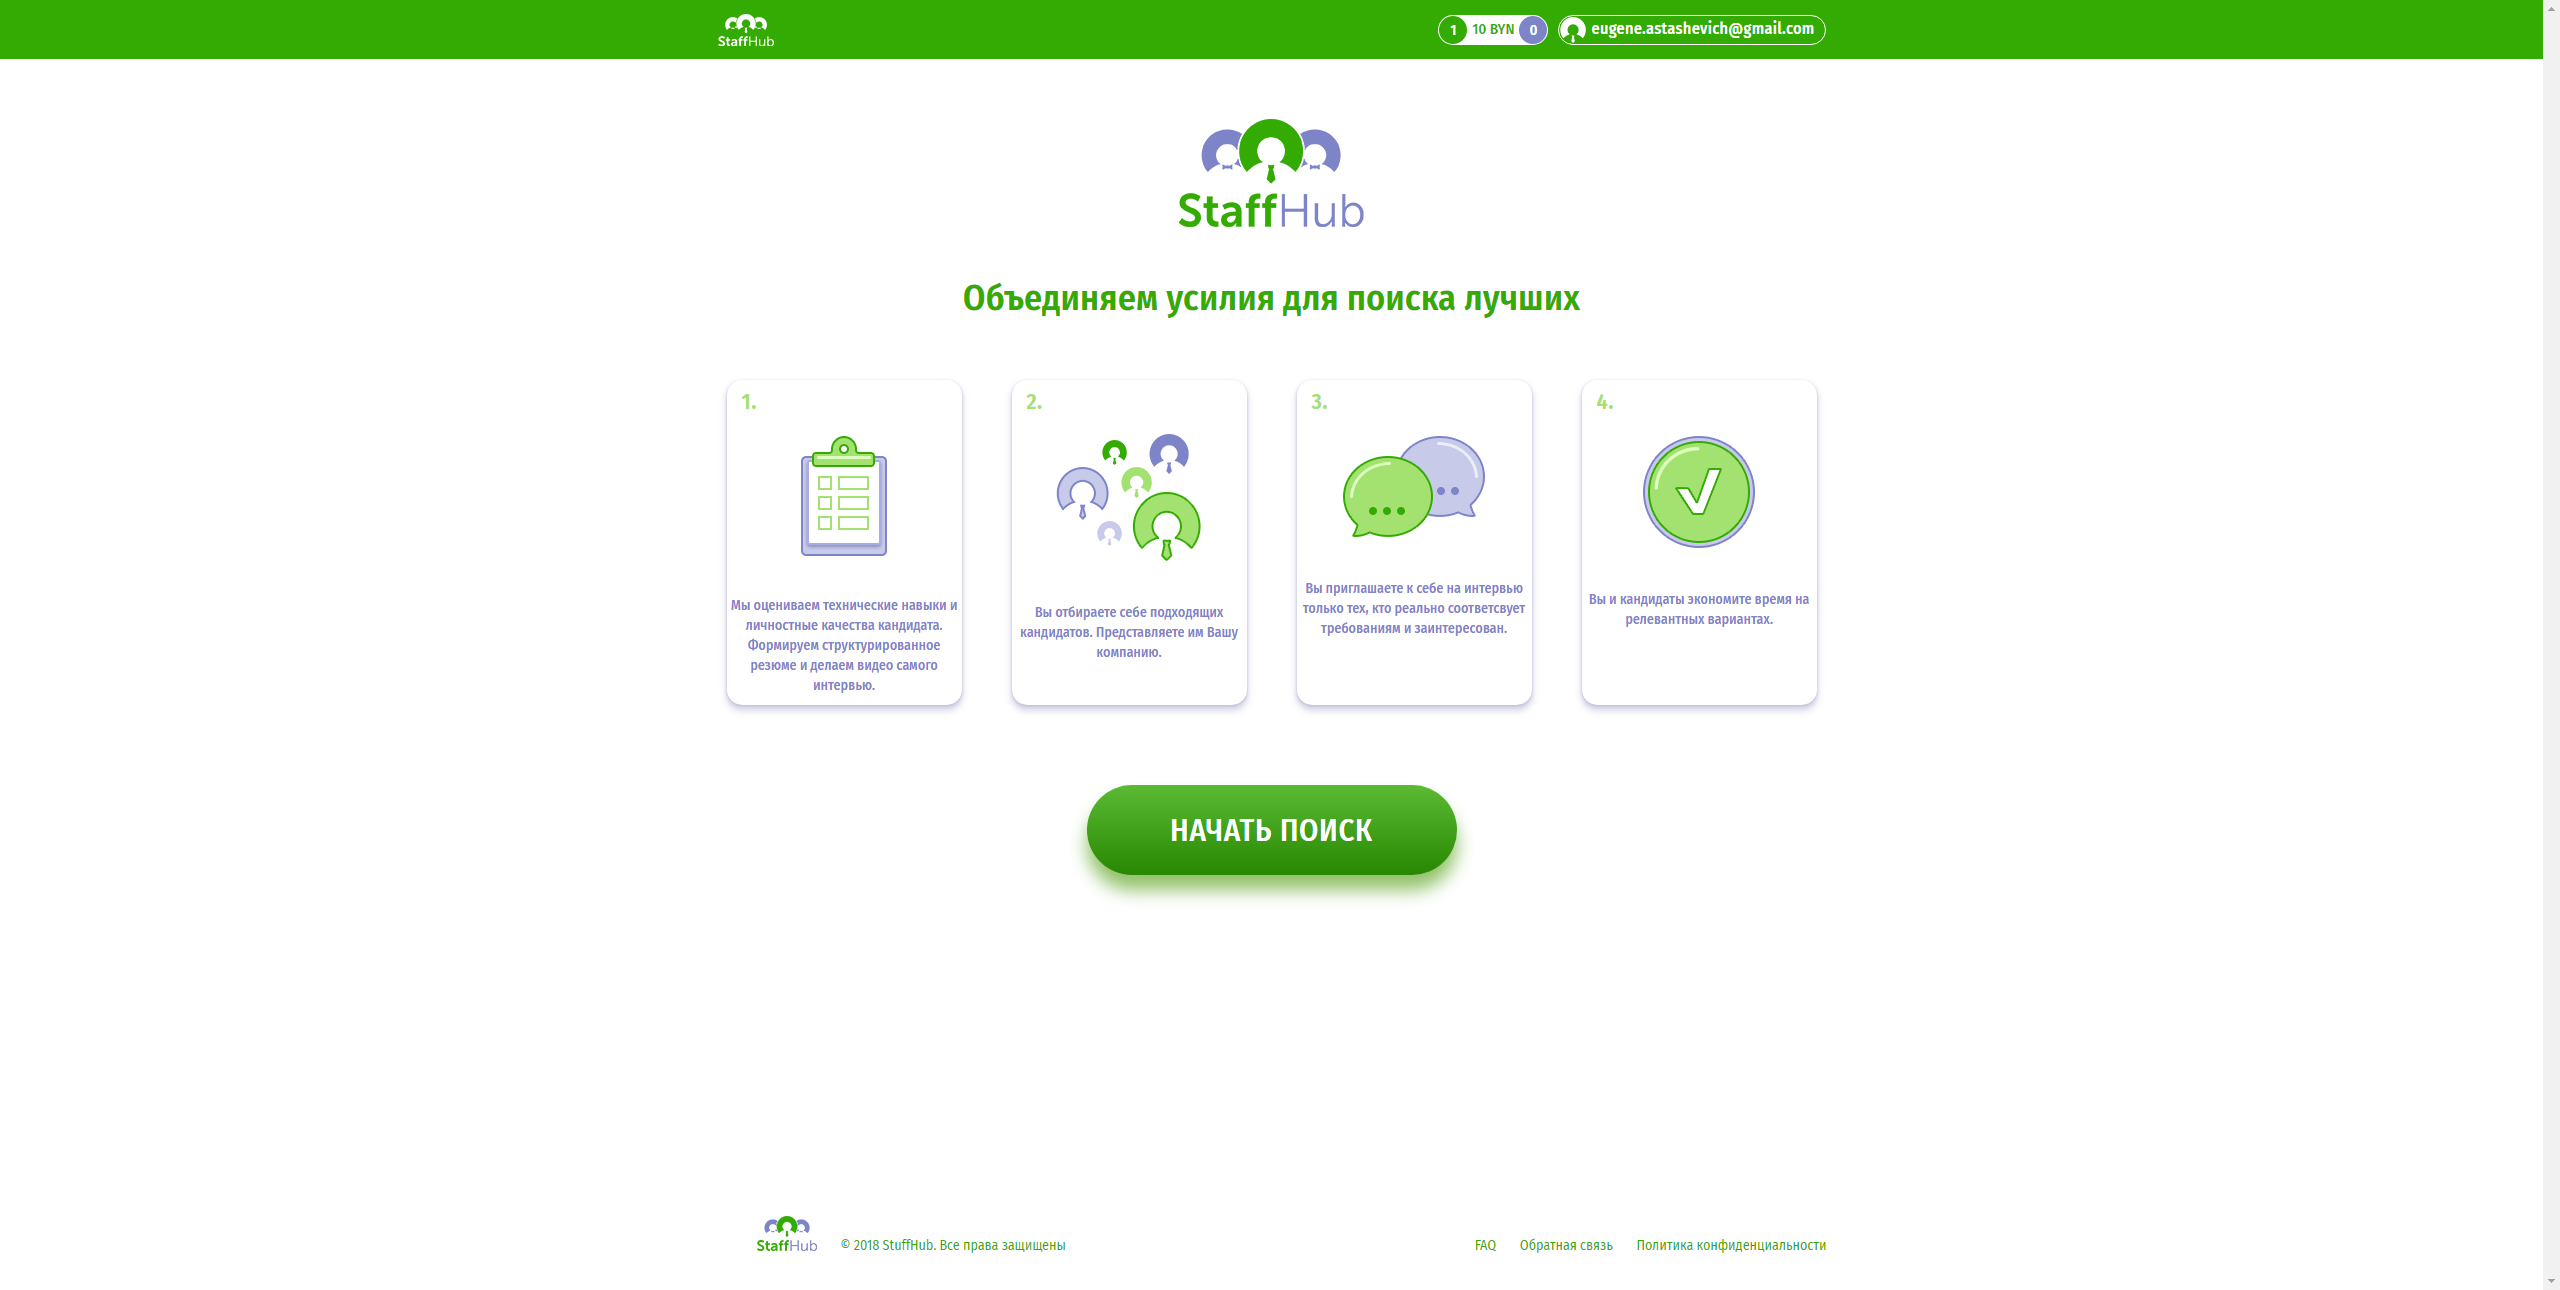 StaffHub
1 10 BYN 0 eugene.astashevich@gmail.com
StaffHub
Объединяем усилия для поиска лучших
1.
Мы оцениваем технические навыки и
личностные качества кандидата.
Формируем структурированное
резюме и делаем видео самого
интервью.
2.
Вы отбираете себе подходящих
кандидатов. Представляете им Вашу
компанию.
3.
Вы приглашаете к себе на интервью
только тех, кто реально соответсвует
требованиям и заинтересован.
4.
Вы и кандидаты экономите время на
релевантных вариантах.
НАЧАТЬ ПОИСК
StaffHub
© 2018 StuffHub. Все права защищены
FAQ Обратная связь Политика конфиденциальности